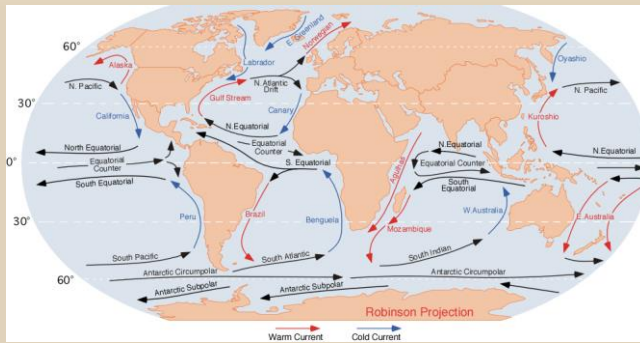 60°
Alaska
N. Pacific
California
Labrador
E. Greenland
Norwegian
N. Atlantic
Drift
Gulf Stream
Canary
Oyashio
N. Pacific
30°
Kuroshio
N.Equatorial
Equatorial
Counter
North Equatorial
Equatorial
Counter
South Equatorial
0°
S. Equatorial
Agulhas
N.Equatorial
Equatorial Counter
South
Equatorial
N.Equatorial
0°
Peru
Brazil
Benguela
Mozambique
W.Australia
E.Australia
30°
South Pacific
South Atlantic
South Indian
Antarctic Circumpolar
Antarctic Circumpolar
60°
Antarctic Subpolar
Antarctic Subpolar
Robinson Projection
Warm Current
Cold Current